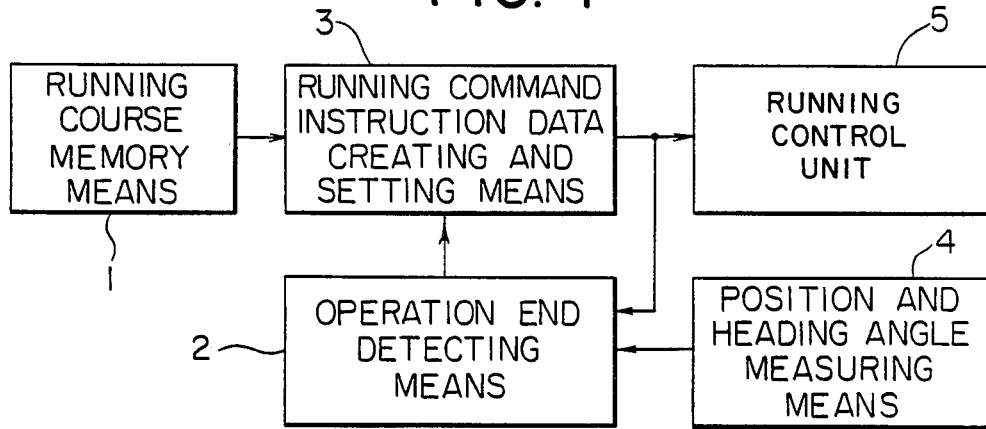 3
5
RUNNING
COURSE
MEMORY
MEANS
RUNNING COMMAND
INSTRUCTION DATA
CREATING AND
SETTING MEANS
RUNNING
CONTROL
UNIT
1
4
2
OPERATION END
DETECTING
MEANS
POSITION AND
HEADING ANGLE
MEASURING
MEANS